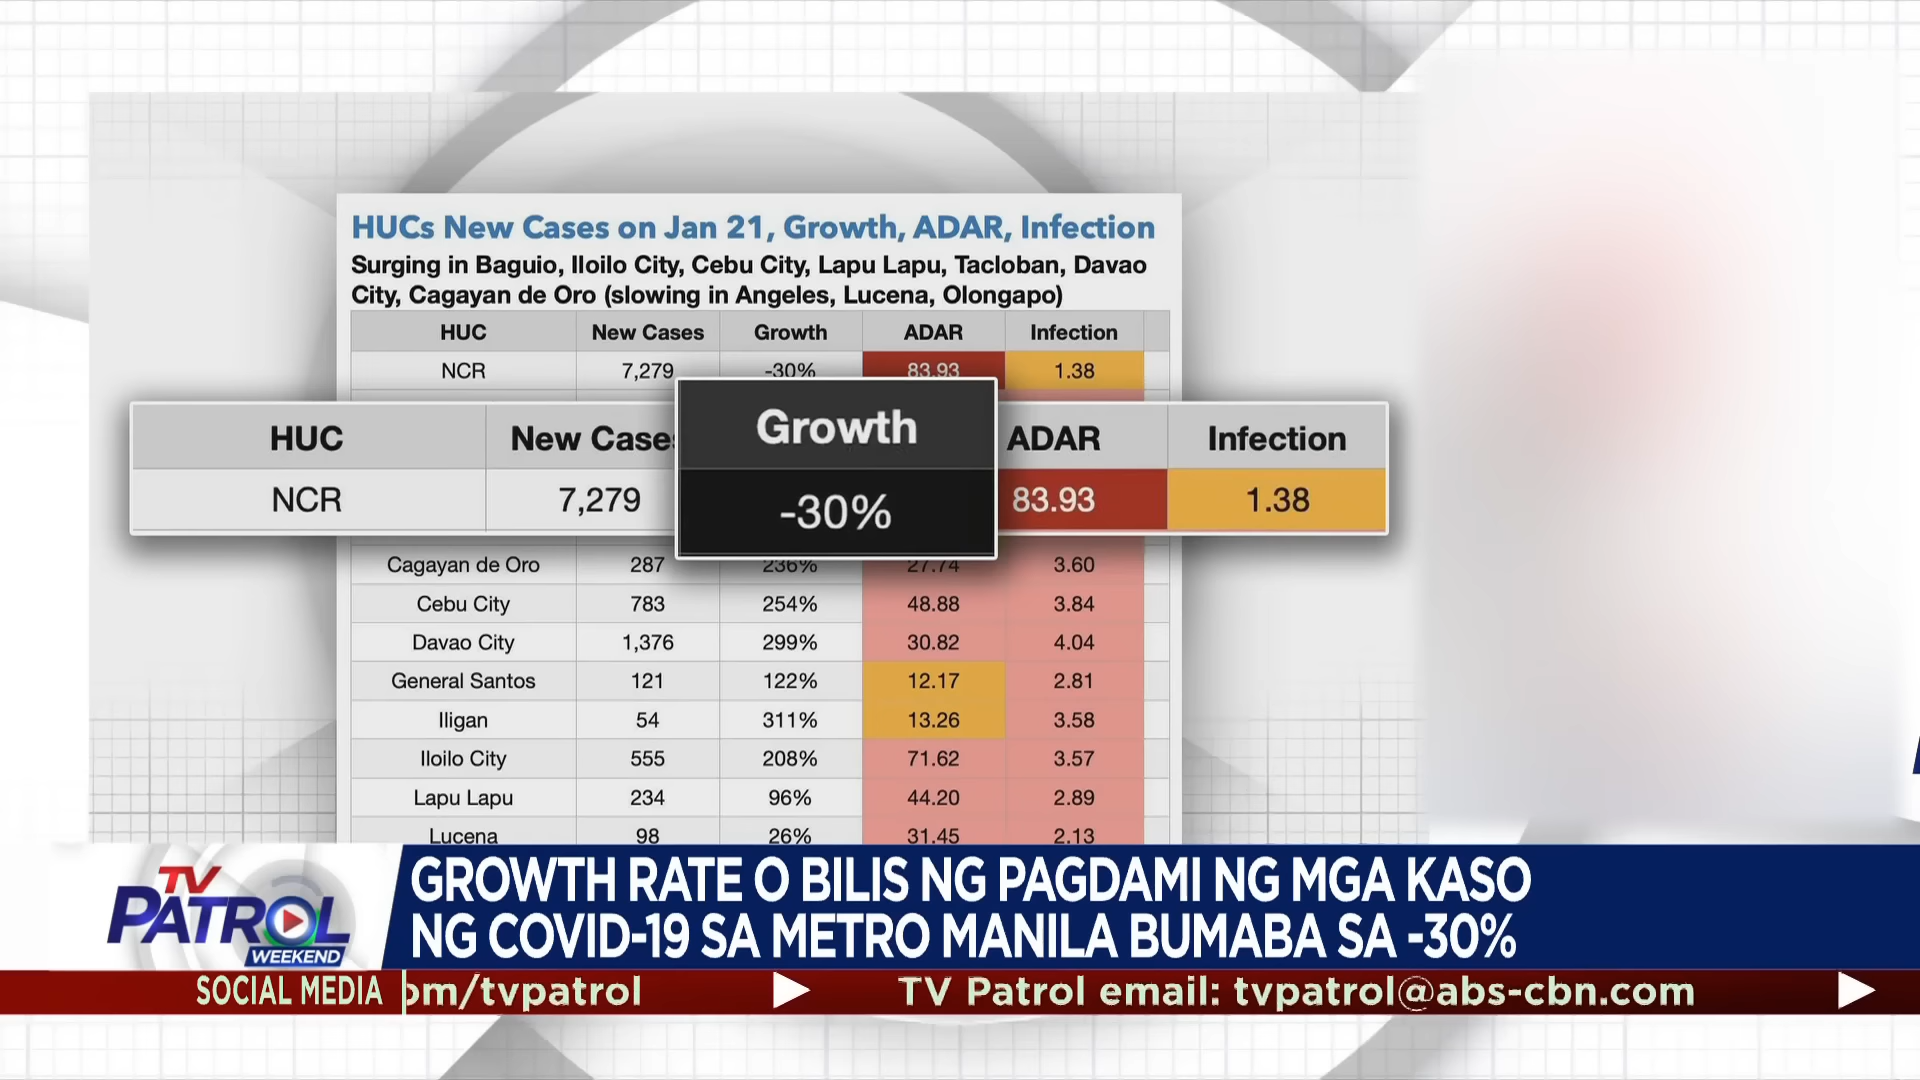 HUCs New Cases on Jan 21, Growth, ADAR, Infection
Surging in Baguio, Iloilo City, Cebu City, Lapu Lapu, Tacloban, Davao
City, Cagayan de Oro (slowing in Angeles, Lucena, Olongapo)
HUC New Cases Growth ADAR Infection
NCR 7,279 -30% 83.93 1.38
HUC New Cases Growth ADAR Infection
NCR 7,279 -30% 83.93 1.38
Cagayan de Oro 287 236% 27.74 3.60
Cebu City 783 254% 48.88 3.84
Davao City 1,376 299% 30.82 4.04
General Santos 121 122% 12.17 2.81
Iligan 54 311% 13.26 3.58
Iloilo City 555 208% 71.62 3.57
Lapu Lapu 234 96% 44.20 2.89
Lucena 98 26% 31.45 2.13
TV
PATROL
WEEKEND
GROWTH RATE O BILIS NG PAGDAMI NG MGA KASO
NG COVID-19 SA METRO MANILA BUMABA SA -30%
SOCIAL MEDIA om/tvpatrol TV Patrol email: tvpatrol@abs-cbn.com